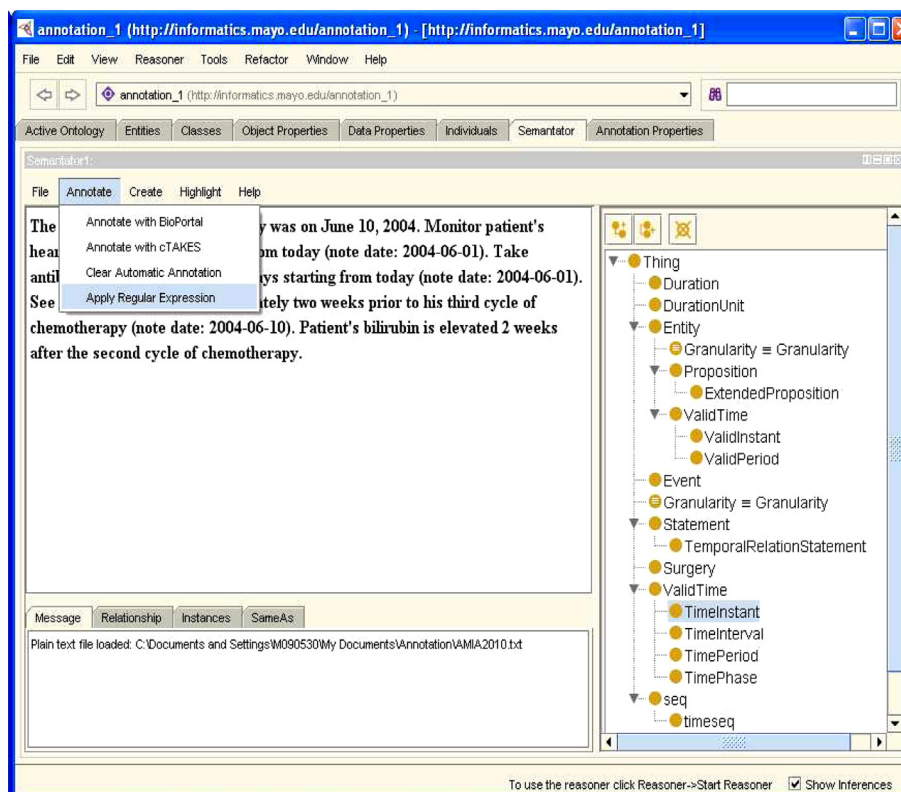 annotation_1 (http://informatics.mayo.edu/annotation_1) - [http://informatics.mayo.edu/annotation_1]
File Edit View Reasoner Tools Refactor Window Help
annotation_1 (http://informatics.mayo.edu/annotation_1)
Active Ontology Entities Classes Object Properties Data Properties Individuals Semantator Annotation Properties
Semantator1:
File Annotate Create Highlight Help
Annotate with BioPortal
Annotate with cTAKES
Clear Automatic Annotation
Apply Regular Expression
The y was on June 10, 2004. Monitor patient's
hear om today (note date: 2004-06-01). Take
antil ys starting from today (note date: 2004-06-01).
See ately two weeks prior to his third cycle of
chemotherapy (note date: 2004-06-10). Patient's bilirubin is elevated 2 weeks
after the second cycle of chemotherapy.
Thing
Duration
DurationUnit
Entity
Granularity ≡ Granularity
Proposition
ExtendedProposition
ValidTime
ValidInstant
ValidPeriod
Event
Granularity ≡ Granularity
Statement
TemporalRelationStatement
Surgery
ValidTime
TimeInstant
TimeInterval
TimePeriod
TimePhase
seq
timeseq
Message Relationship Instances SameAs
Plain text file loaded: C:\Documents and Settings\M090530\My Documents\Annotation\AMIA2010.txt
To use the reasoner click Reasoner->Start Reasoner Show Inferences